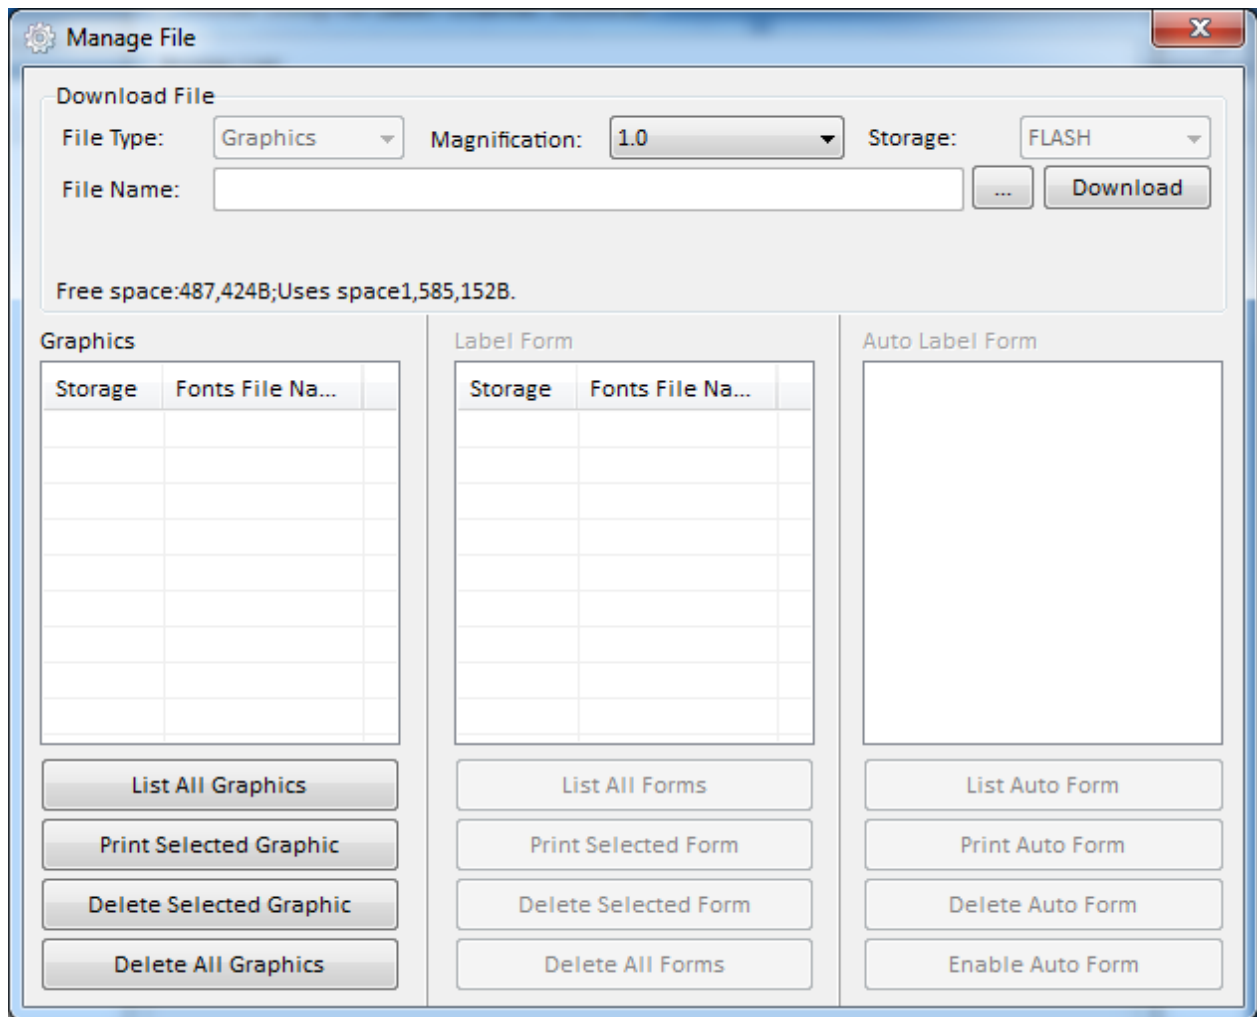 Manage File
Download File
File Type: Graphics Magnification: 1.0 Storage: FLASH
File Name: ... Download
Free space:487,424B;Uses space1,585,152B.
Graphics Label Form Auto Label Form
Storage Fonts File Na... Storage Fonts File Na...
List All Graphics List All Forms List Auto Form
Print Selected Graphic Print Selected Form Print Auto Form
Delete Selected Graphic Delete Selected Form Delete Auto Form
Delete All Graphics Delete All Forms Enable Auto Form